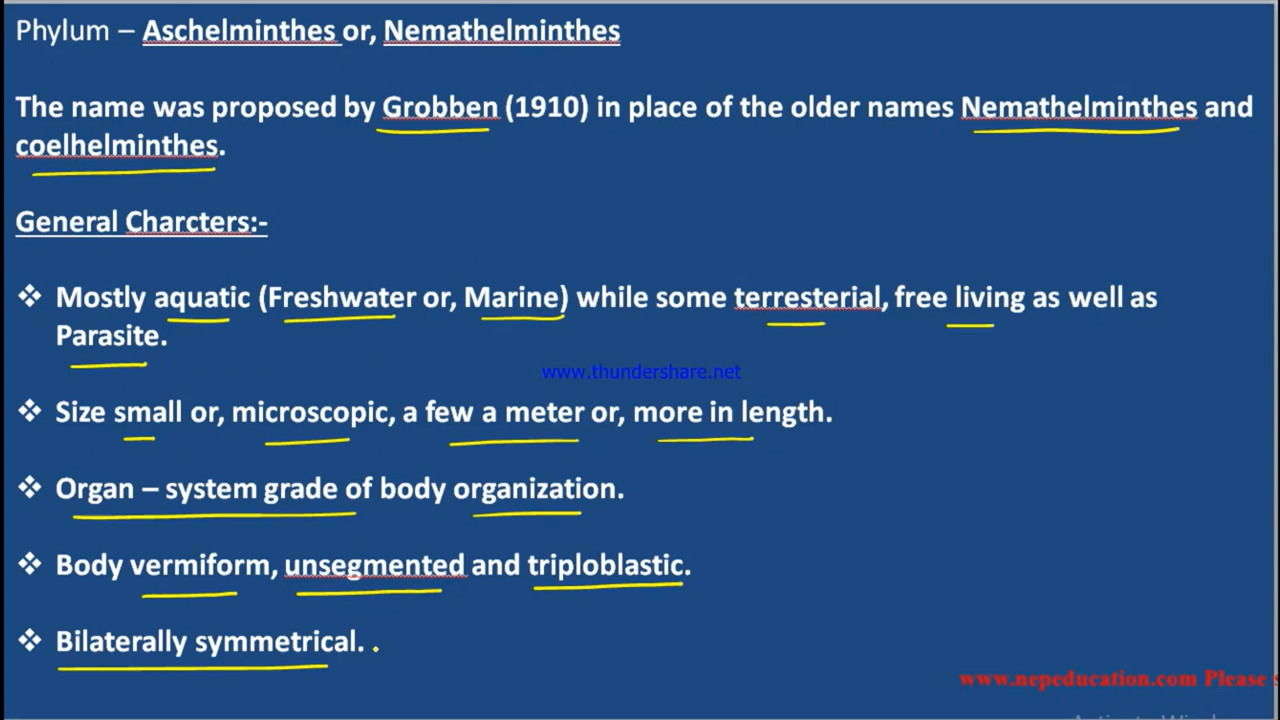 Phylum – Aschelminthes or, Nemathelminthes
The name was proposed by Grobben (1910) in place of the older names Nemathelminthes and
coelhelminthes.
General Charcters:-
❖ Mostly aquatic (Freshwater or, Marine) while some terresterial, free living as well as
Parasite.
www.thundershare.net
❖ Size small or, microscopic, a few a meter or, more in length.
❖ Organ – system grade of body organization.
❖ Body vermiform, unsegmented and triploblastic.
❖ Bilaterally symmetrical.
www.nepeducation.com Please